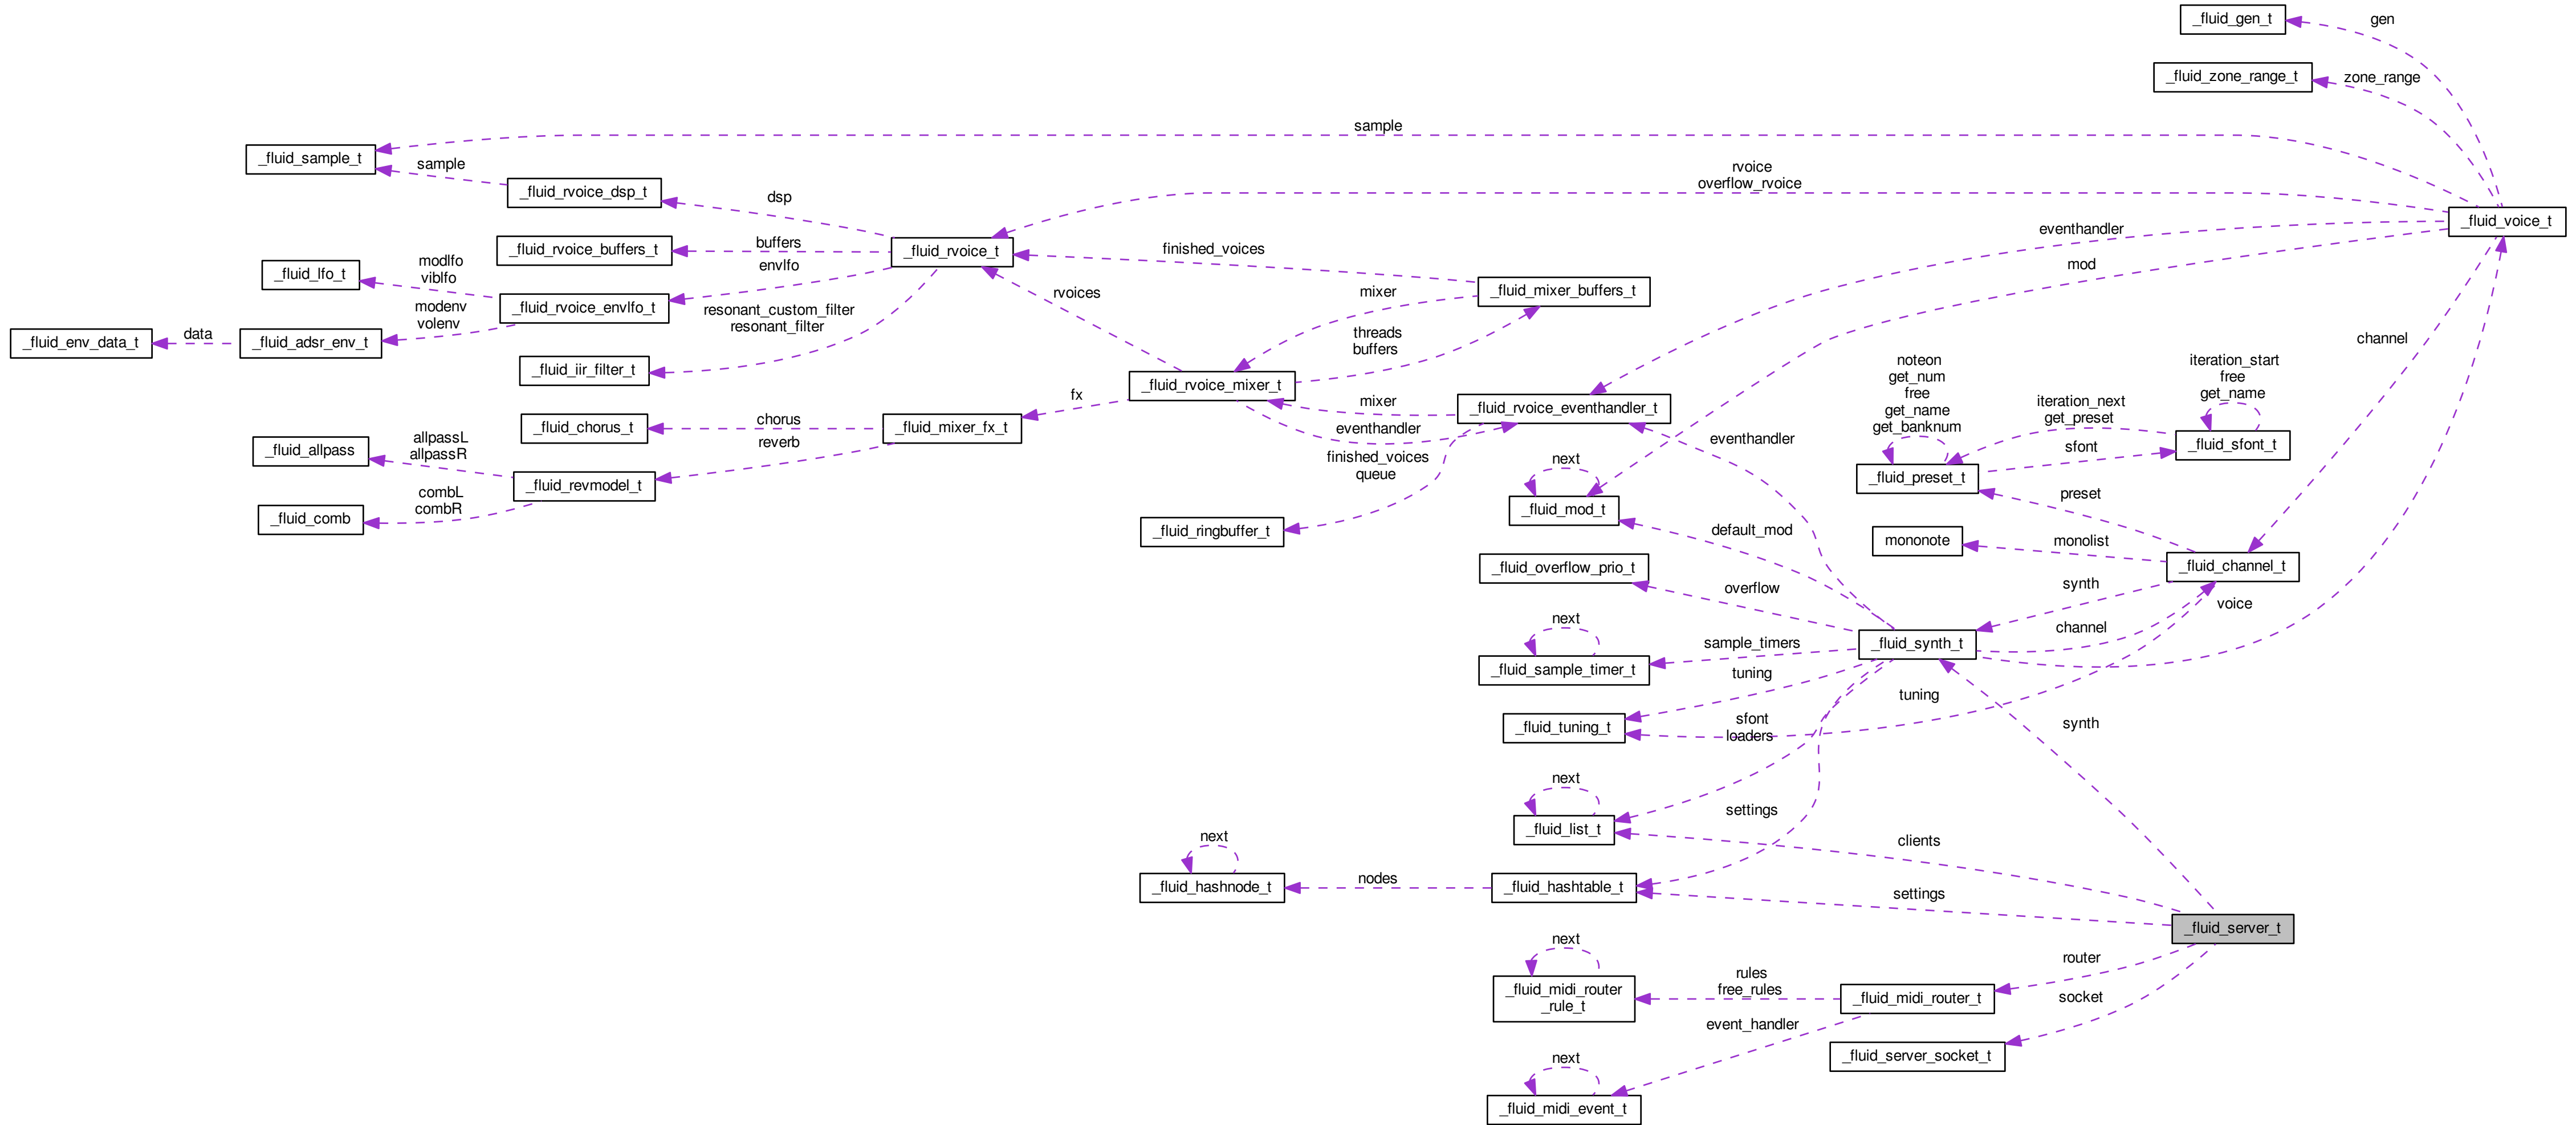 _fluid_gen_t
gen
_fluid_zone_range_t
zone_range
sample
_fluid_sample_t
sample
_fluid_rvoice_dsp_t
dsp
rvoice
overflow_rvoice
_fluid_voice_t
_fluid_rvoice_buffers_t
buffers
_fluid_rvoice_t
finished_voices
eventhandler
mod
_fluid_lfo_t
modlfo
viblfo
envlfo
_fluid_rvoice_envlfo_t
rvoices
mixer
_fluid_mixer_buffers_t
_fluid_env_data_t
data
_fluid_adsr_env_t
modenv
volenv
resonant_custom_filter
resonant_filter
threads
buffers
channel
_fluid_iir_filter_t
_fluid_rvoice_mixer_t
fx
mixer
_fluid_rvoice_eventhandler_t
eventhandler
noteon
get_num
free
get_name
get_banknum
iteration_start
free
get_name
iteration_next
get_preset
_fluid_sfont_t
sfont
_fluid_preset_t
_fluid_chorus_t
chorus
_fluid_mixer_fx_t
reverb
_fluid_allpass
allpassL
allpassR
_fluid_revmodel_t
combL
combR
_fluid_comb
finished_voices
queue
_fluid_ringbuffer_t
eventhandler
next
_fluid_mod_t
default_mod
preset
mononote
monolist
_fluid_channel_t
_fluid_overflow_prio_t
overflow
synth
voice
next
_fluid_sample_timer_t
sample_timers
_fluid_synth_t
channel
tuning
_fluid_tuning_t
sfont
loaders
tuning
synth
next
_fluid_list_t
settings
clients
next
_fluid_hashnode_t
nodes
_fluid_hashtable_t
settings
_fluid_server_t
next
_fluid_midi_router
_rule_t
rules
free_rules
_fluid_midi_router_t
router
socket
event_handler
_fluid_server_socket_t
next
_fluid_midi_event_t